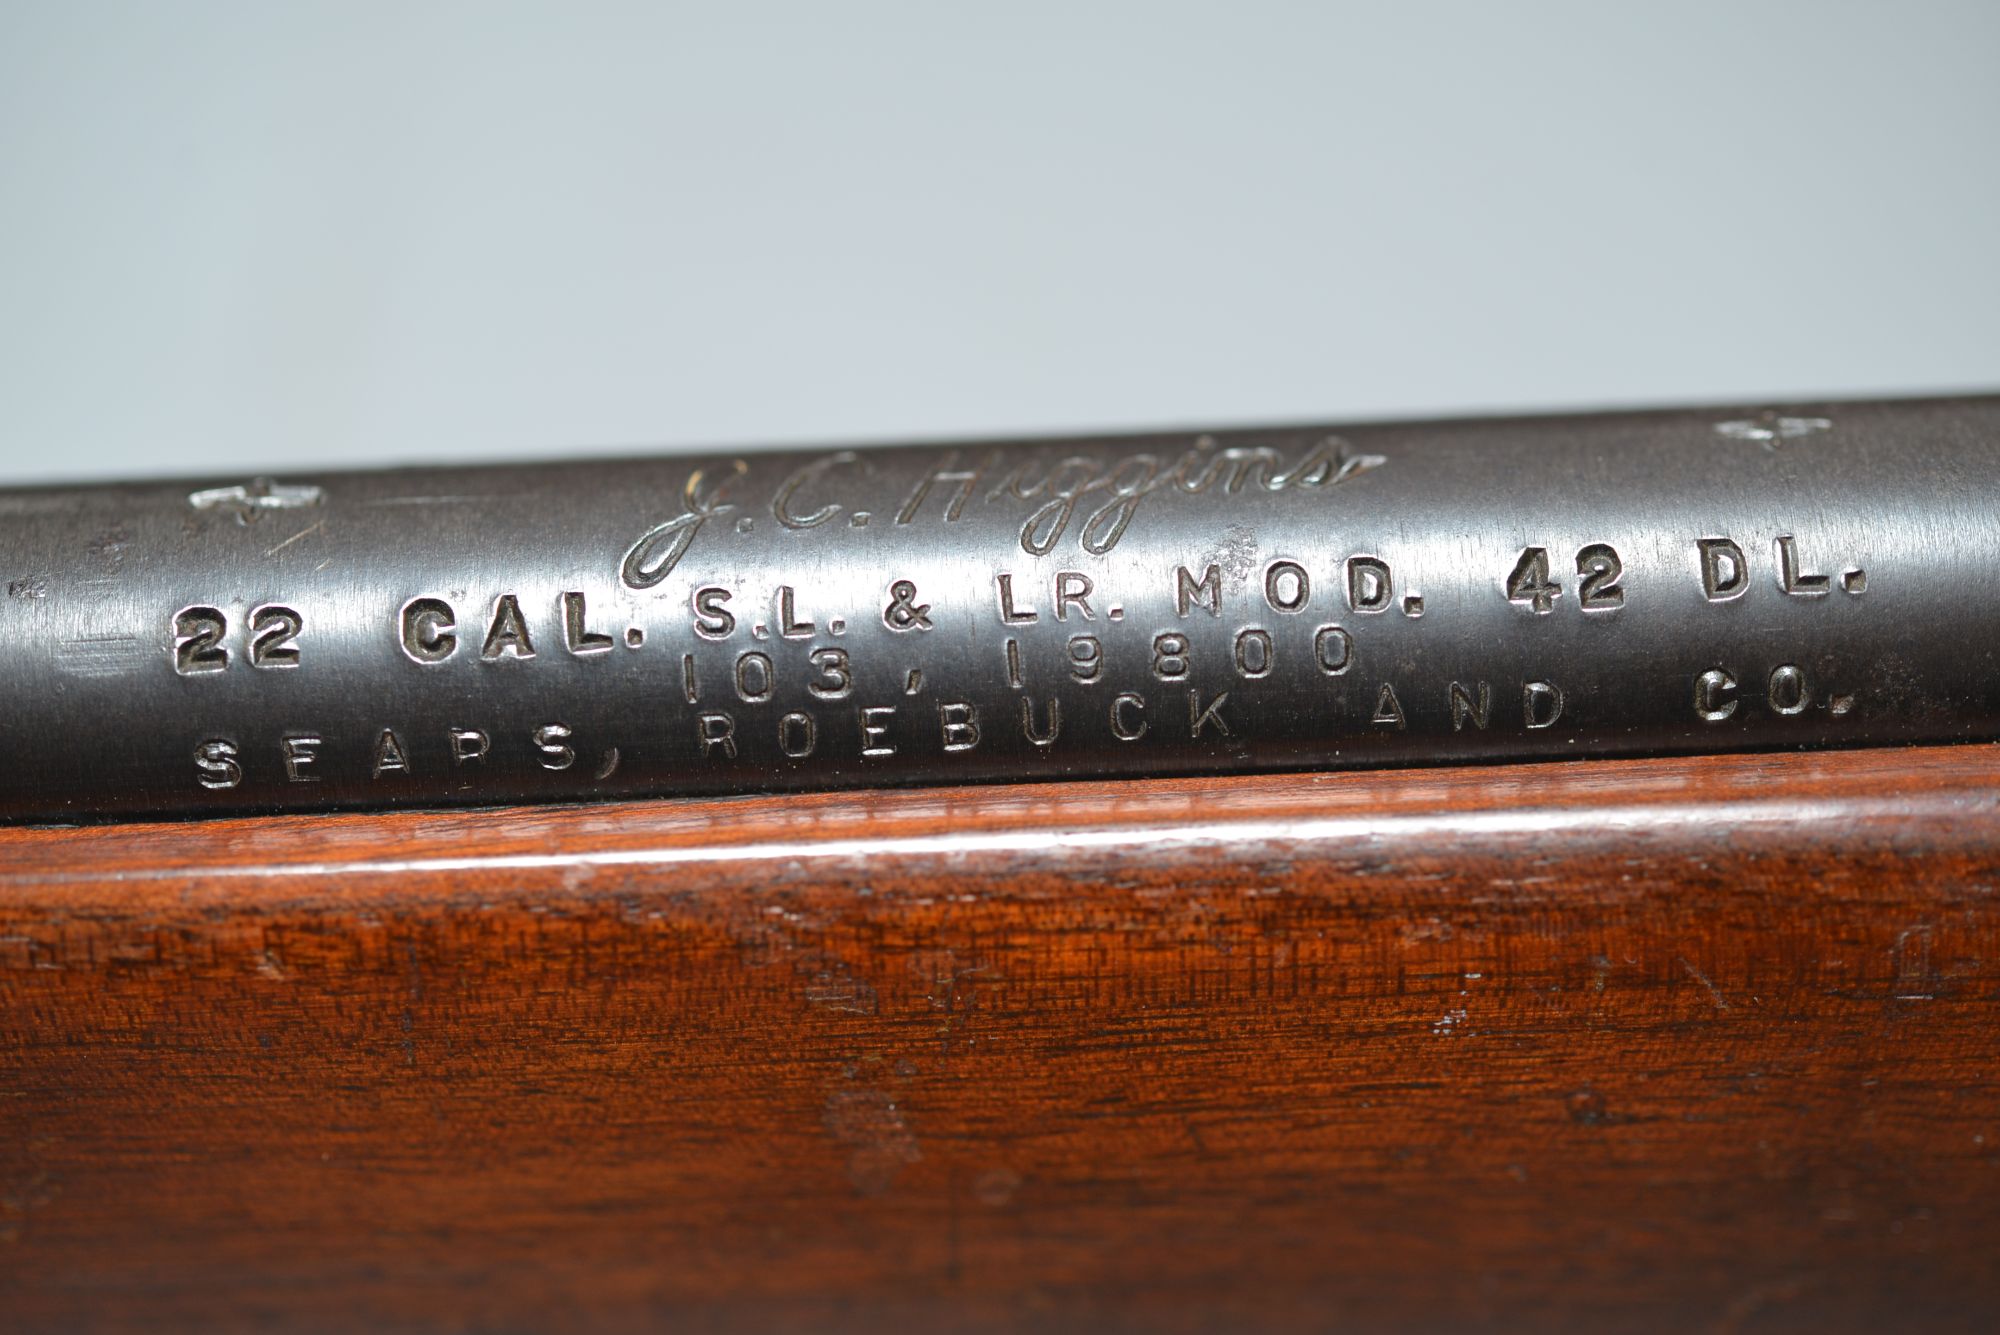 J.C. Higgins
22 CAL. S.L. & LR. MOD. 42 DL.
103, 19800
SEARS, ROEBUCK AND CO.